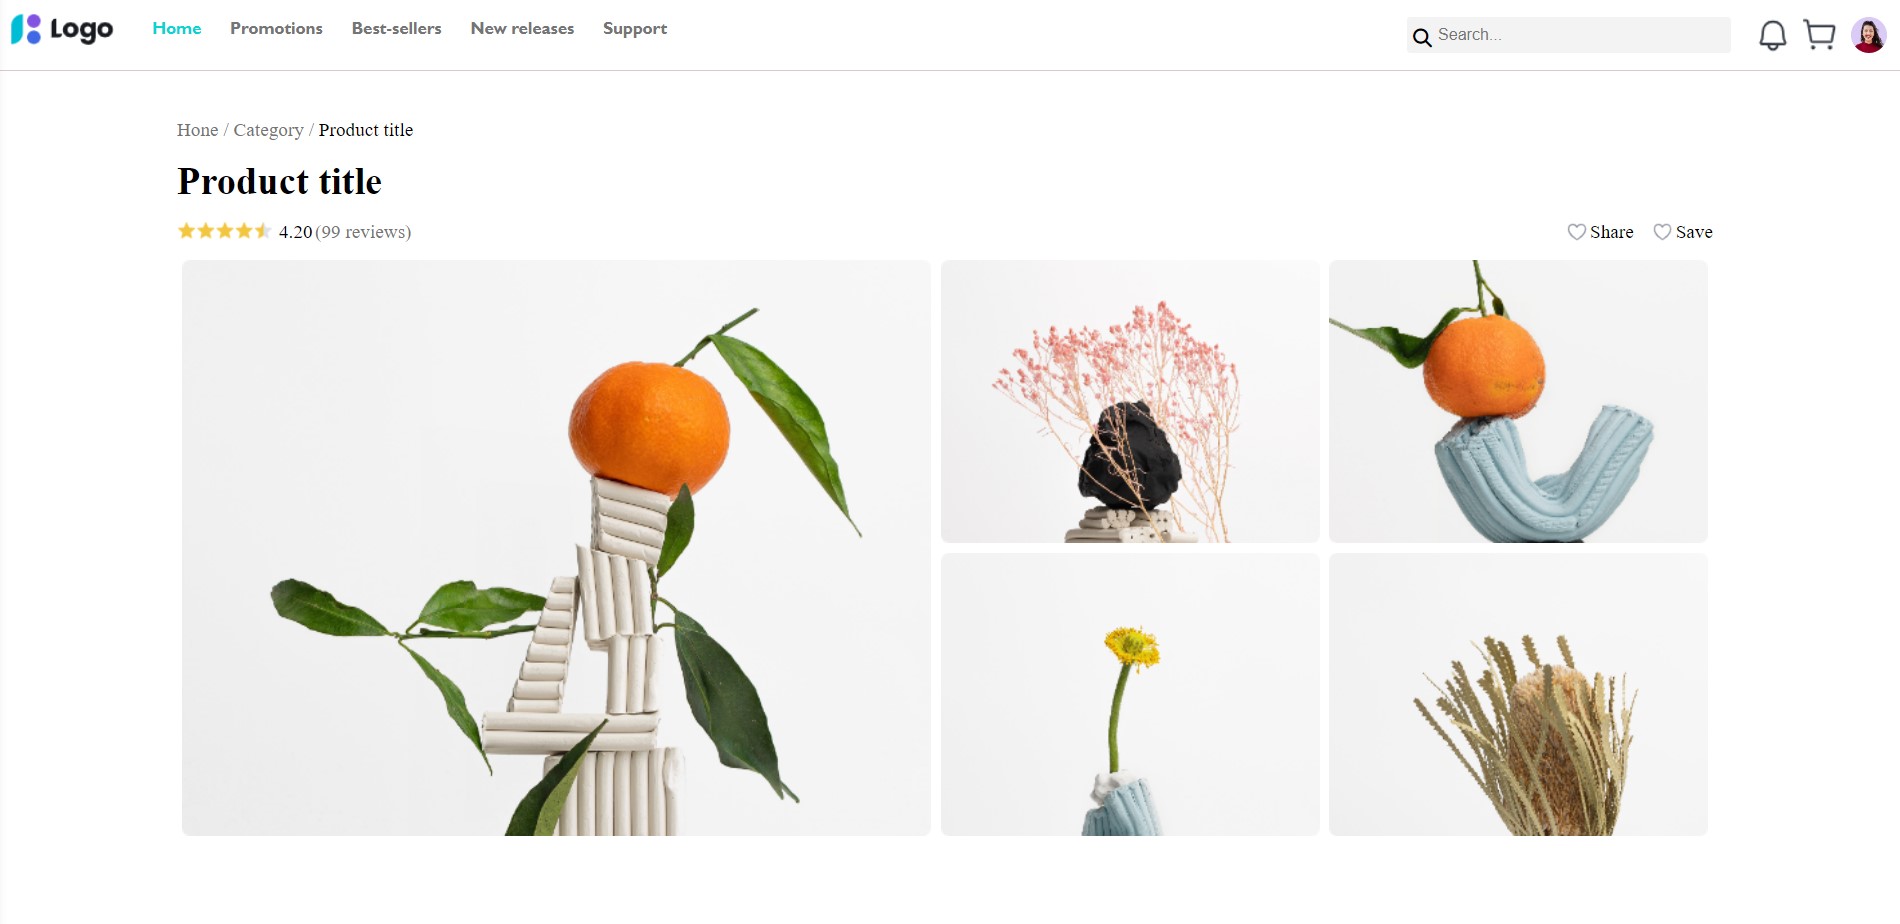 Logo
Home Promotions Best-sellers New releases Support
Search...
Hone / Category / Product title
Product title
4.20 (99 reviews)
Share Save